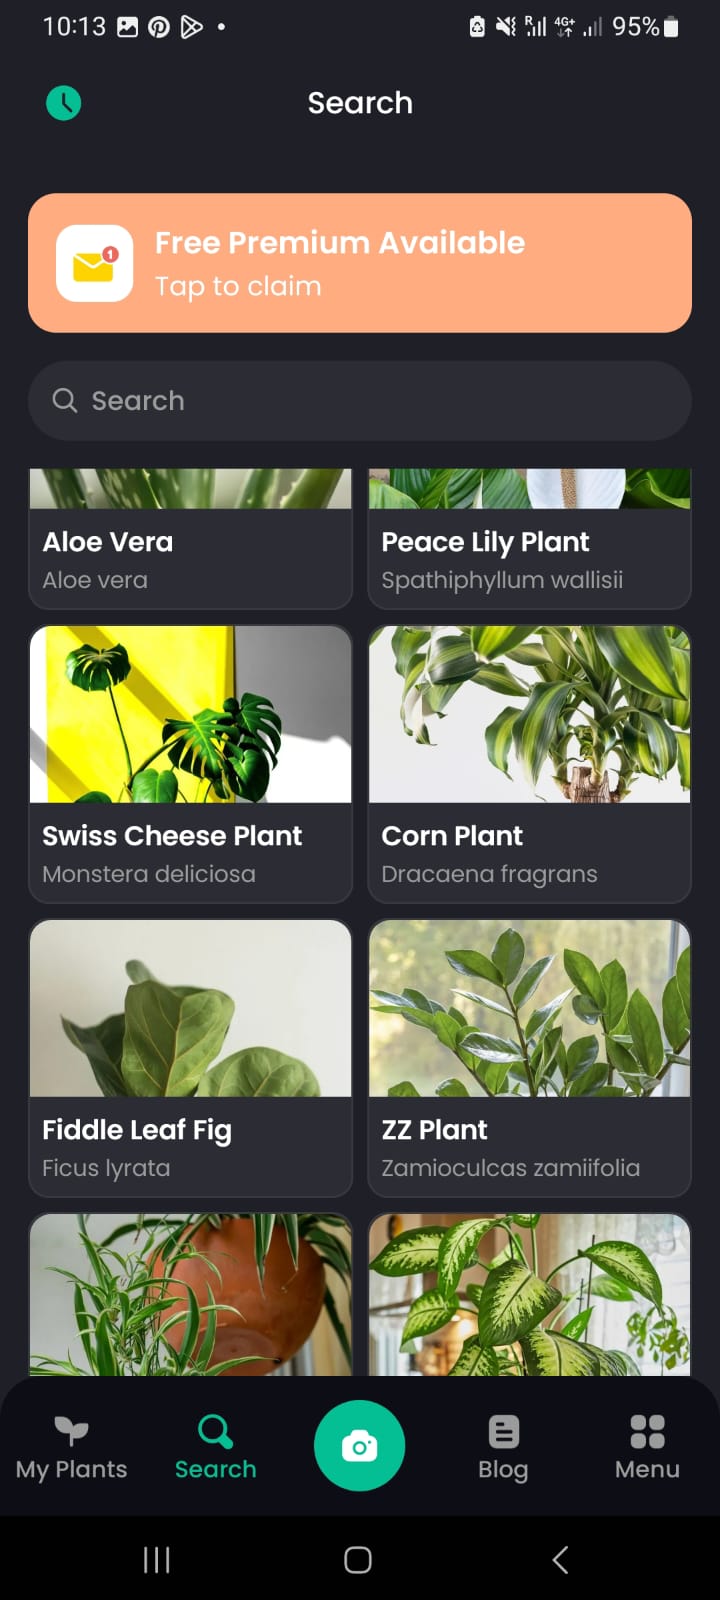 10:13
R
4G+
95%
Search
1
Free Premium Available
Tap to claim
Search
Aloe Vera
Aloe vera
Peace Lily Plant
Spathiphyllum wallisii
Swiss Cheese Plant
Monstera deliciosa
Corn Plant
Dracaena fragrans
Fiddle Leaf Fig
Ficus lyrata
ZZ Plant
Zamioculcas zamiifolia
My Plants
Search
Blog
Menu